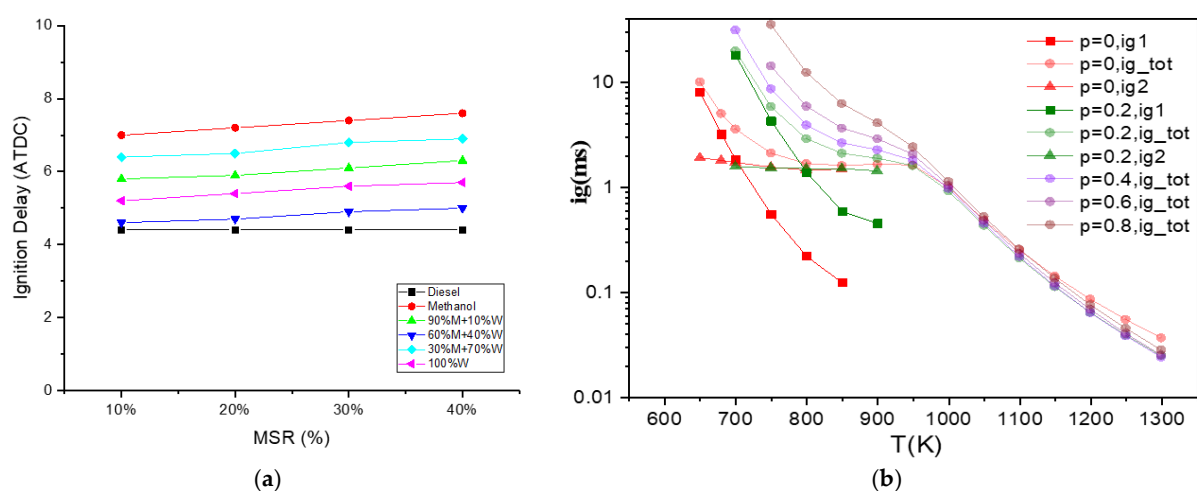 10
8
6
4
2
0
Ignition Delay (ATDC)
10%
20%
30%
40%
MSR (%)
Diesel
Methanol
90%M+10%W
60%M+40%W
30%M+70%W
100%W
(a)
10
1
0.1
0.01
ig(ms)
600
700
800
900
1000
1100
1200
1300
T(K)
p=0,ig1
p=0,ig_tot
p=0,ig2
p=0.2,ig1
p=0.2,ig_tot
p=0.2,ig2
p=0.4,ig_tot
p=0.6,ig_tot
p=0.8,ig_tot
(b)